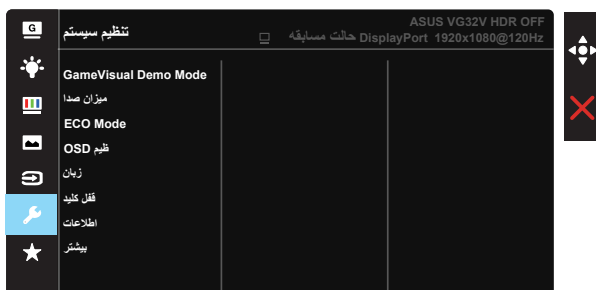 G
تنظیم سیستم
ASUS VG32V HDR OFF
حالت مسابقه DisplayPort 1920x1080@120Hz
GameVisual Demo Mode
میزان صدا
ECO Mode
ظیم OSD
زبان
قفل کلید
اطلاعات
بیشتر